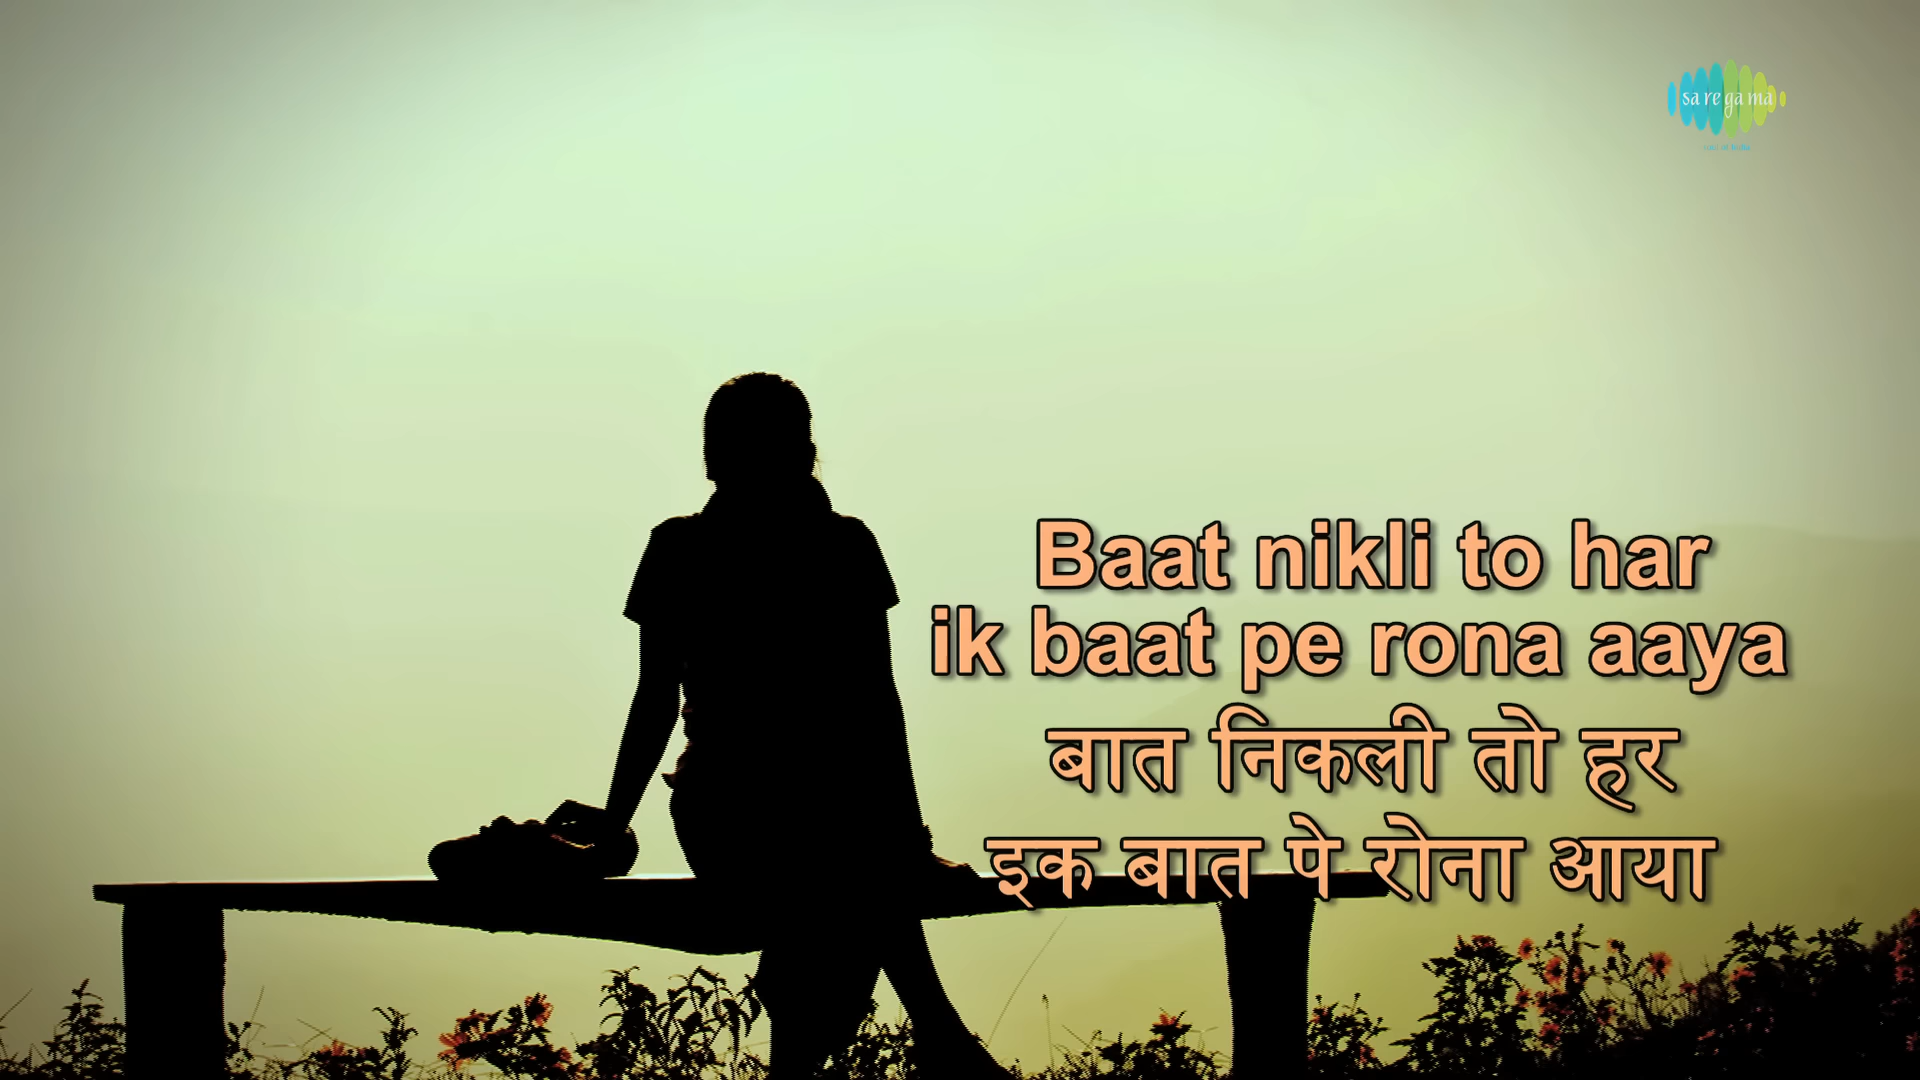 sa re ga ma
Baat nikli to har
ik baat pe rona aaya
बात निकली तो हर
इक बात पे रोना आया